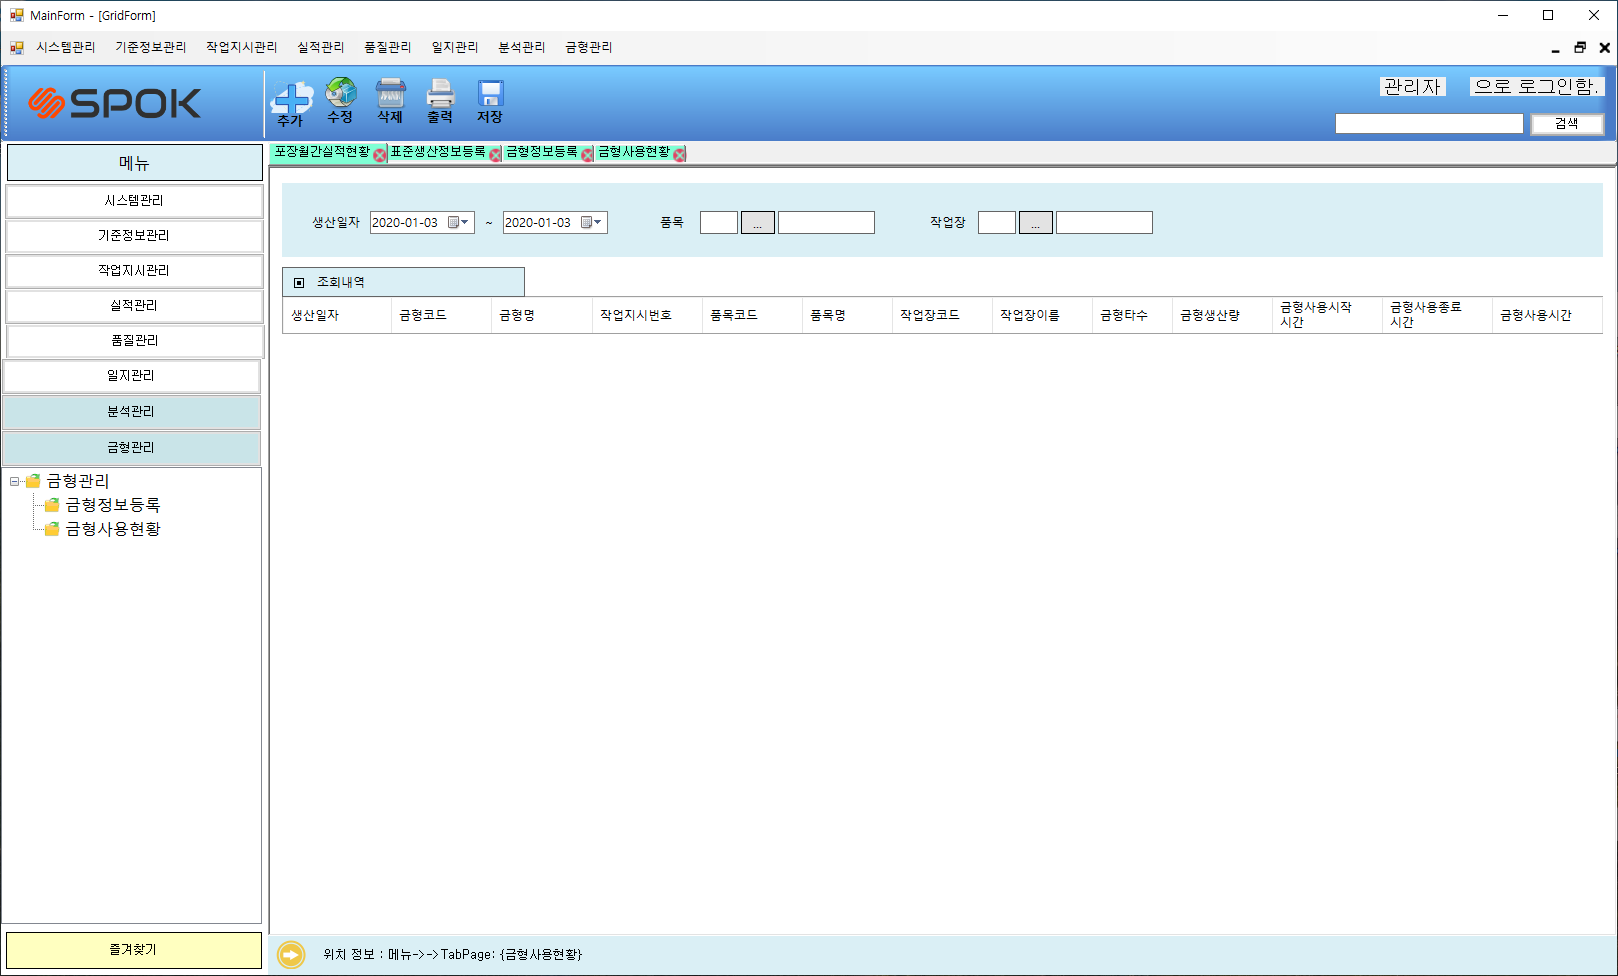 MainForm - [GridForm]
시스템관리 기준정보관리 작업지시관리 실적관리 품질관리 일지관리 분석관리 금형관리
SPOK
추가 수정 삭제 출력 저장
관리자 으로 로그인함.
검색
메뉴
포장월간실적현황 표준생산정보등록 금형정보등록 금형사용현황
시스템관리
기준정보관리
작업지시관리
실적관리
품질관리
일지관리
분석관리
금형관리
금형관리
금형정보등록
금형사용현황
즐겨찾기
생산일자 2020-01-03 ~ 2020-01-03 품목 ... 작업장 ...
조회내역
생산일자 금형코드 금형명 작업지시번호 품목코드 품목명 작업장코드 작업장이름 금형타수 금형생산량 금형사용시작시간 금형사용종료시간 금형사용시간
위치 정보 : 메뉴->->TabPage: {금형사용현황}